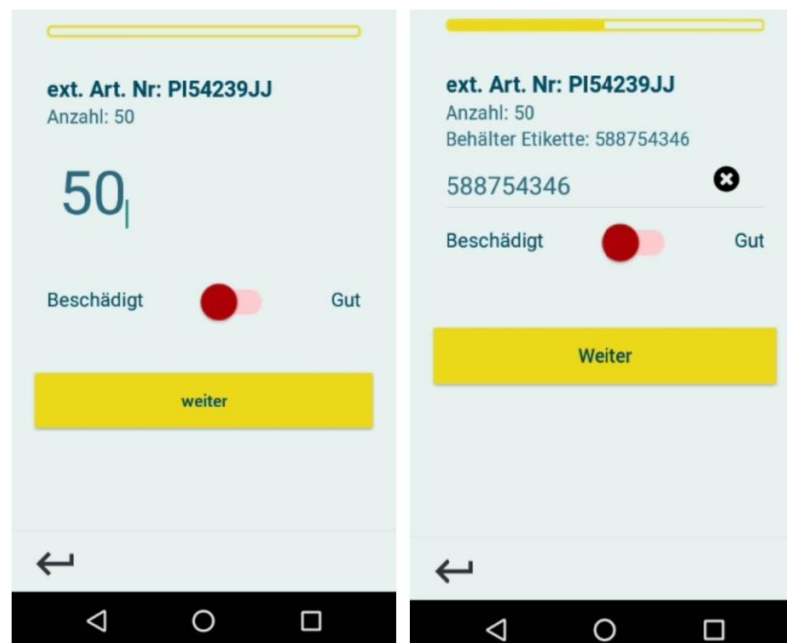 ext. Art. Nr: PI54239JJ
Anzahl: 50
50
Beschädigt Gut
weiter
ext. Art. Nr: PI54239JJ
Anzahl: 50
Behälter Etikette: 588754346
588754346
Beschädigt Gut
Weiter